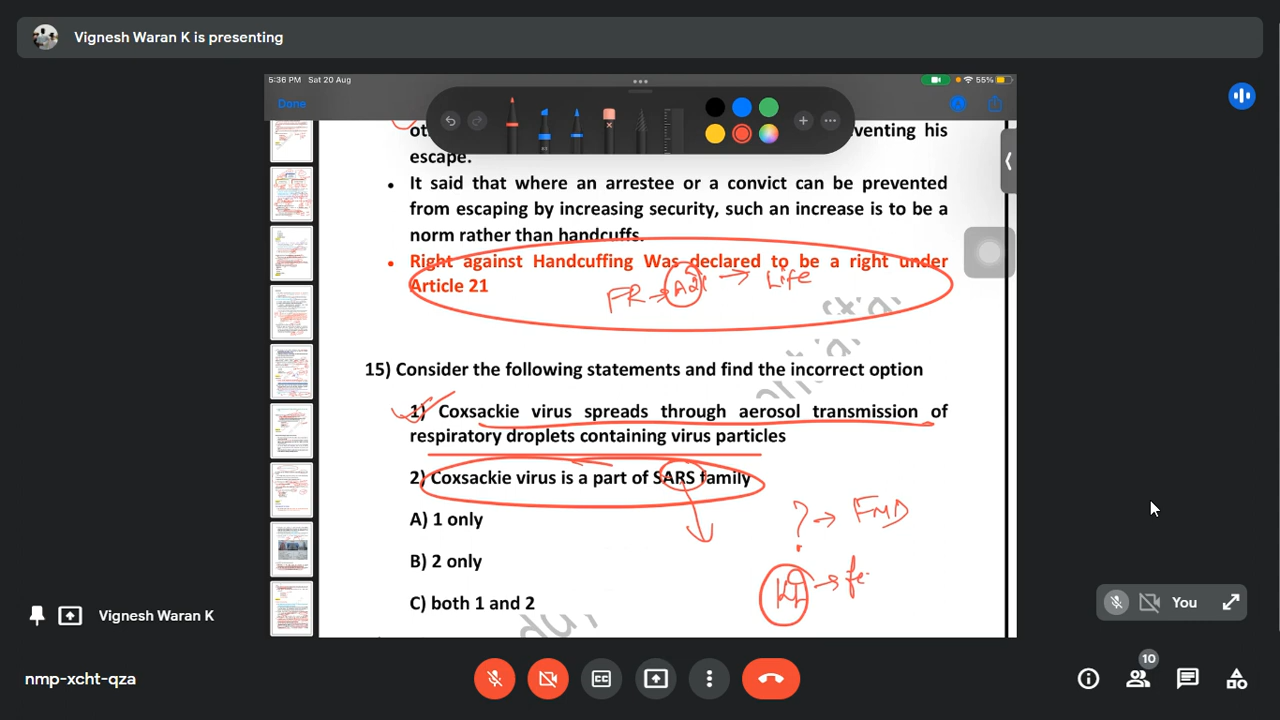 Vignesh Waran K is presenting
5:36 PM Sat 20 Aug
55%
Done
venting his
escape.
• It said that where an arrestee or a convict can be prevented
from escaping by increasing security, such an increase is to be a
norm rather than handcuffs.
• Right against Handcuffing Was declared to be a right under
Article 21
FR → A21 → Life
15) Consider the following statements and find the incorrect option
1) Coxsackie virus spreads through aerosol transmission of
respiratory droplets containing virus particles
2) Coxsackie virus is a part of SARS family
? → FMD
A) 1 only
B) 2 only
→ fe
C) both 1 and 2
You
Vignesh Waran K
nmp-xcht-qza
10